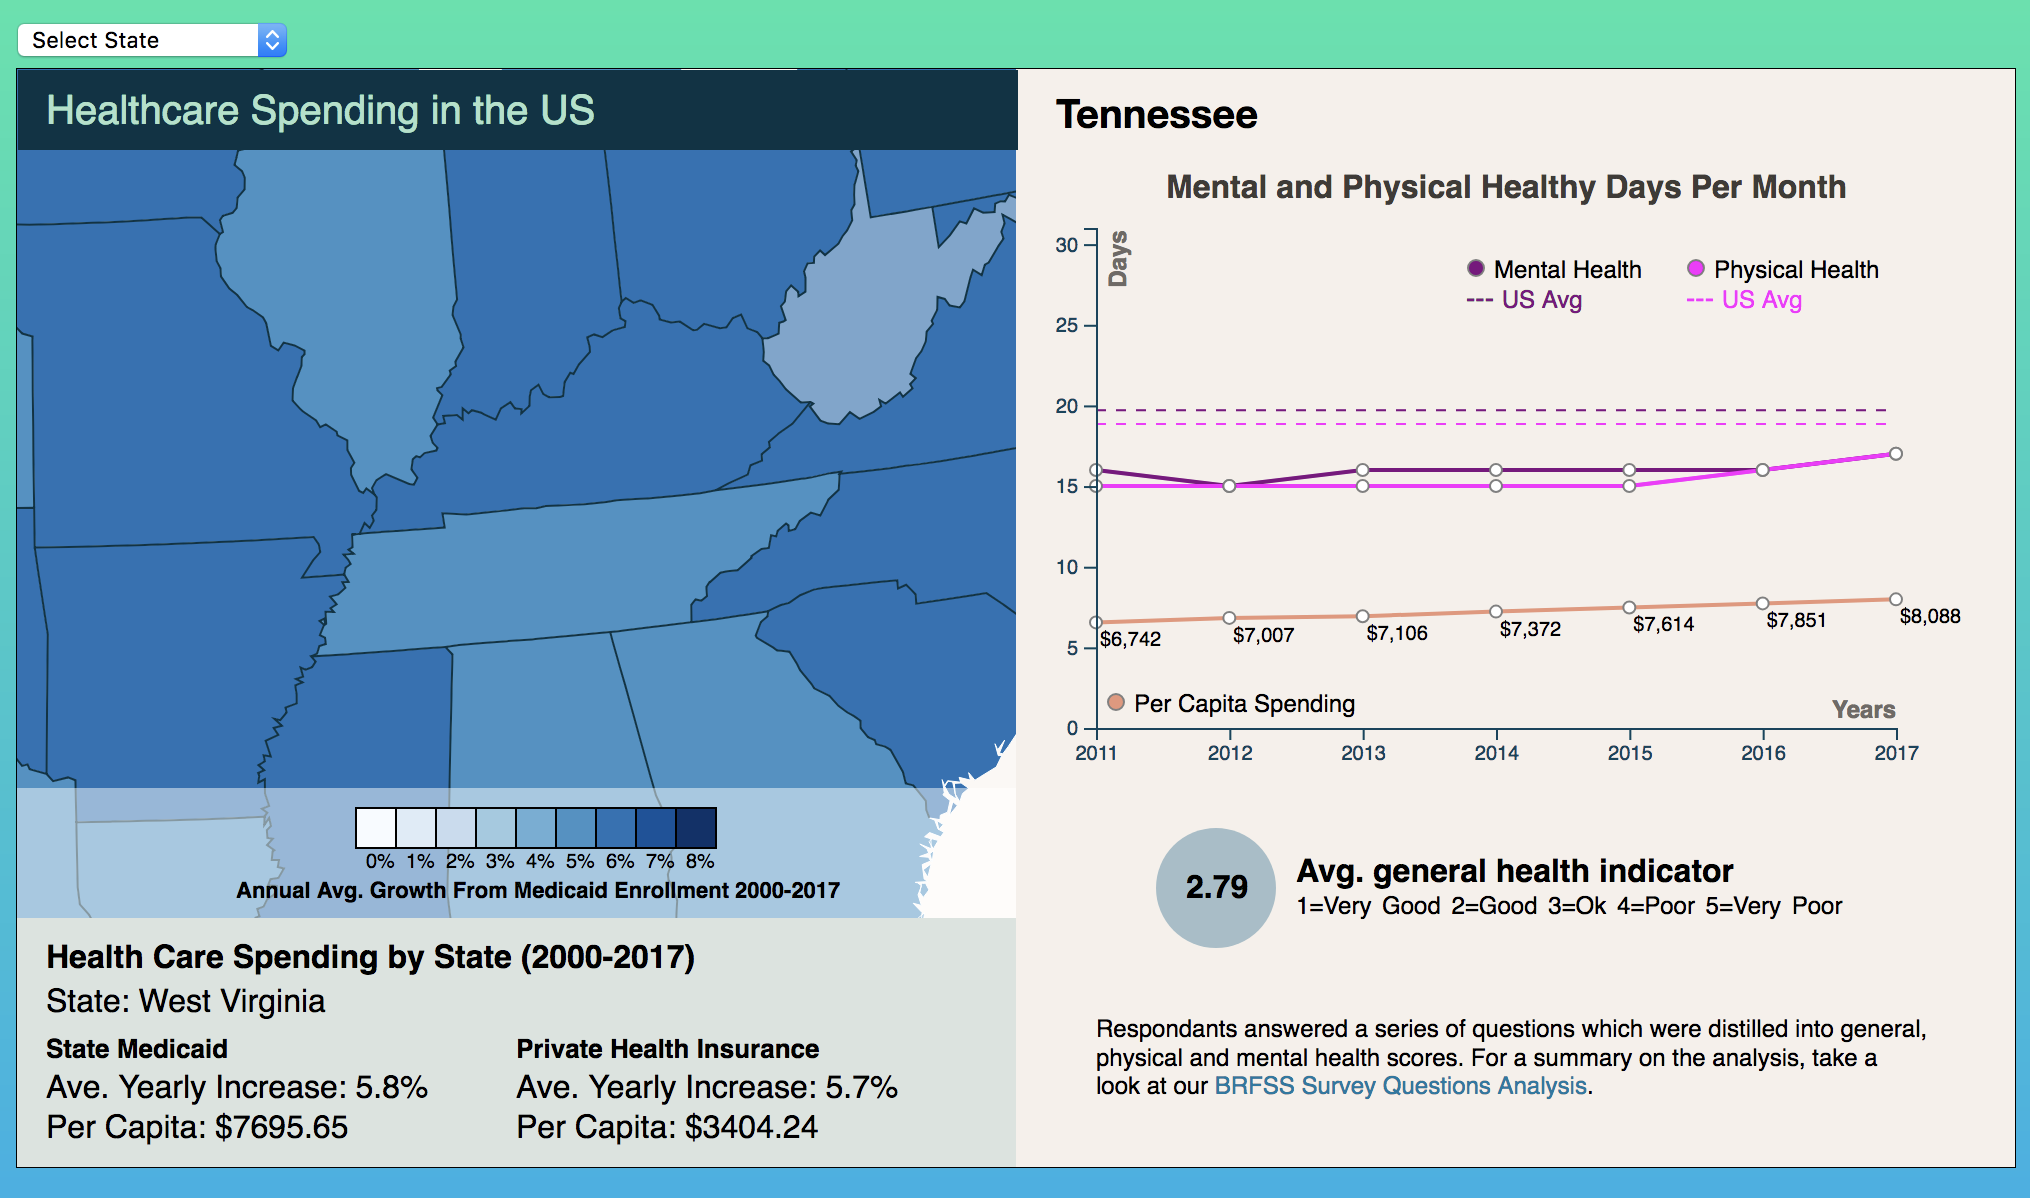 Select State
Healthcare Spending in the US
0% 1% 2% 3% 4% 5% 6% 7% 8%
Annual Avg. Growth From Medicaid Enrollment 2000-2017
Health Care Spending by State (2000-2017)
State: West Virginia
State Medicaid
Ave. Yearly Increase: 5.8%
Per Capita: $7695.65
Private Health Insurance
Ave. Yearly Increase: 5.7%
Per Capita: $3404.24
Tennessee
Mental and Physical Healthy Days Per Month
Days
30
25
20
15
10
5
0
Mental Health
US Avg
Physical Health
US Avg
$6,742 $7,007 $7,106 $7,372 $7,614 $7,851 $8,088
Per Capita Spending
Years
2011 2012 2013 2014 2015 2016 2017
2.79
Avg. general health indicator
1=Very Good 2=Good 3=Ok 4=Poor 5=Very Poor
Respondants answered a series of questions which were distilled into general,
physical and mental health scores. For a summary on the analysis, take a
look at our BRFSS Survey Questions Analysis.